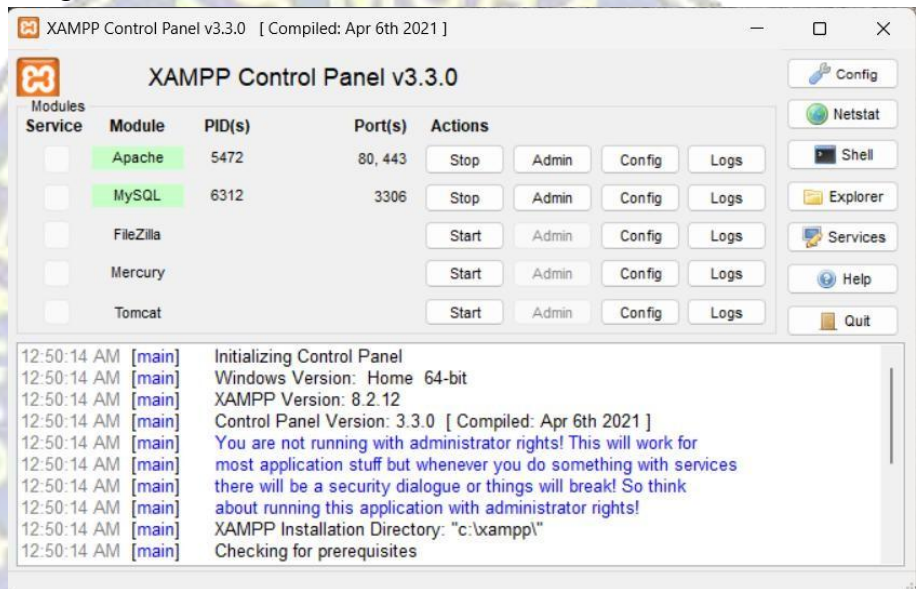 XAMPP Control Panel v3.3.0 [ Compiled: Apr 6th 2021 ]
XAMPP Control Panel v3.3.0
Config
Netstat
Shell
Explorer
Services
Help
Quit
Modules
Service Module PID(s) Port(s) Actions
Apache 5472 80, 443 Stop Admin Config Logs
MySQL 6312 3306 Stop Admin Config Logs
FileZilla Start Admin Config Logs
Mercury Start Admin Config Logs
Tomcat Start Admin Config Logs
12:50:14 AM [main] Initializing Control Panel
12:50:14 AM [main] Windows Version: Home 64-bit
12:50:14 AM [main] XAMPP Version: 8.2.12
12:50:14 AM [main] Control Panel Version: 3.3.0 [ Compiled: Apr 6th 2021 ]
12:50:14 AM [main] You are not running with administrator rights! This will work for
12:50:14 AM [main] most application stuff but whenever you do something with services
12:50:14 AM [main] there will be a security dialogue or things will break! So think
12:50:14 AM [main] about running this application with administrator rights!
12:50:14 AM [main] XAMPP Installation Directory: "c:\xampp\"
12:50:14 AM [main] Checking for prerequisites